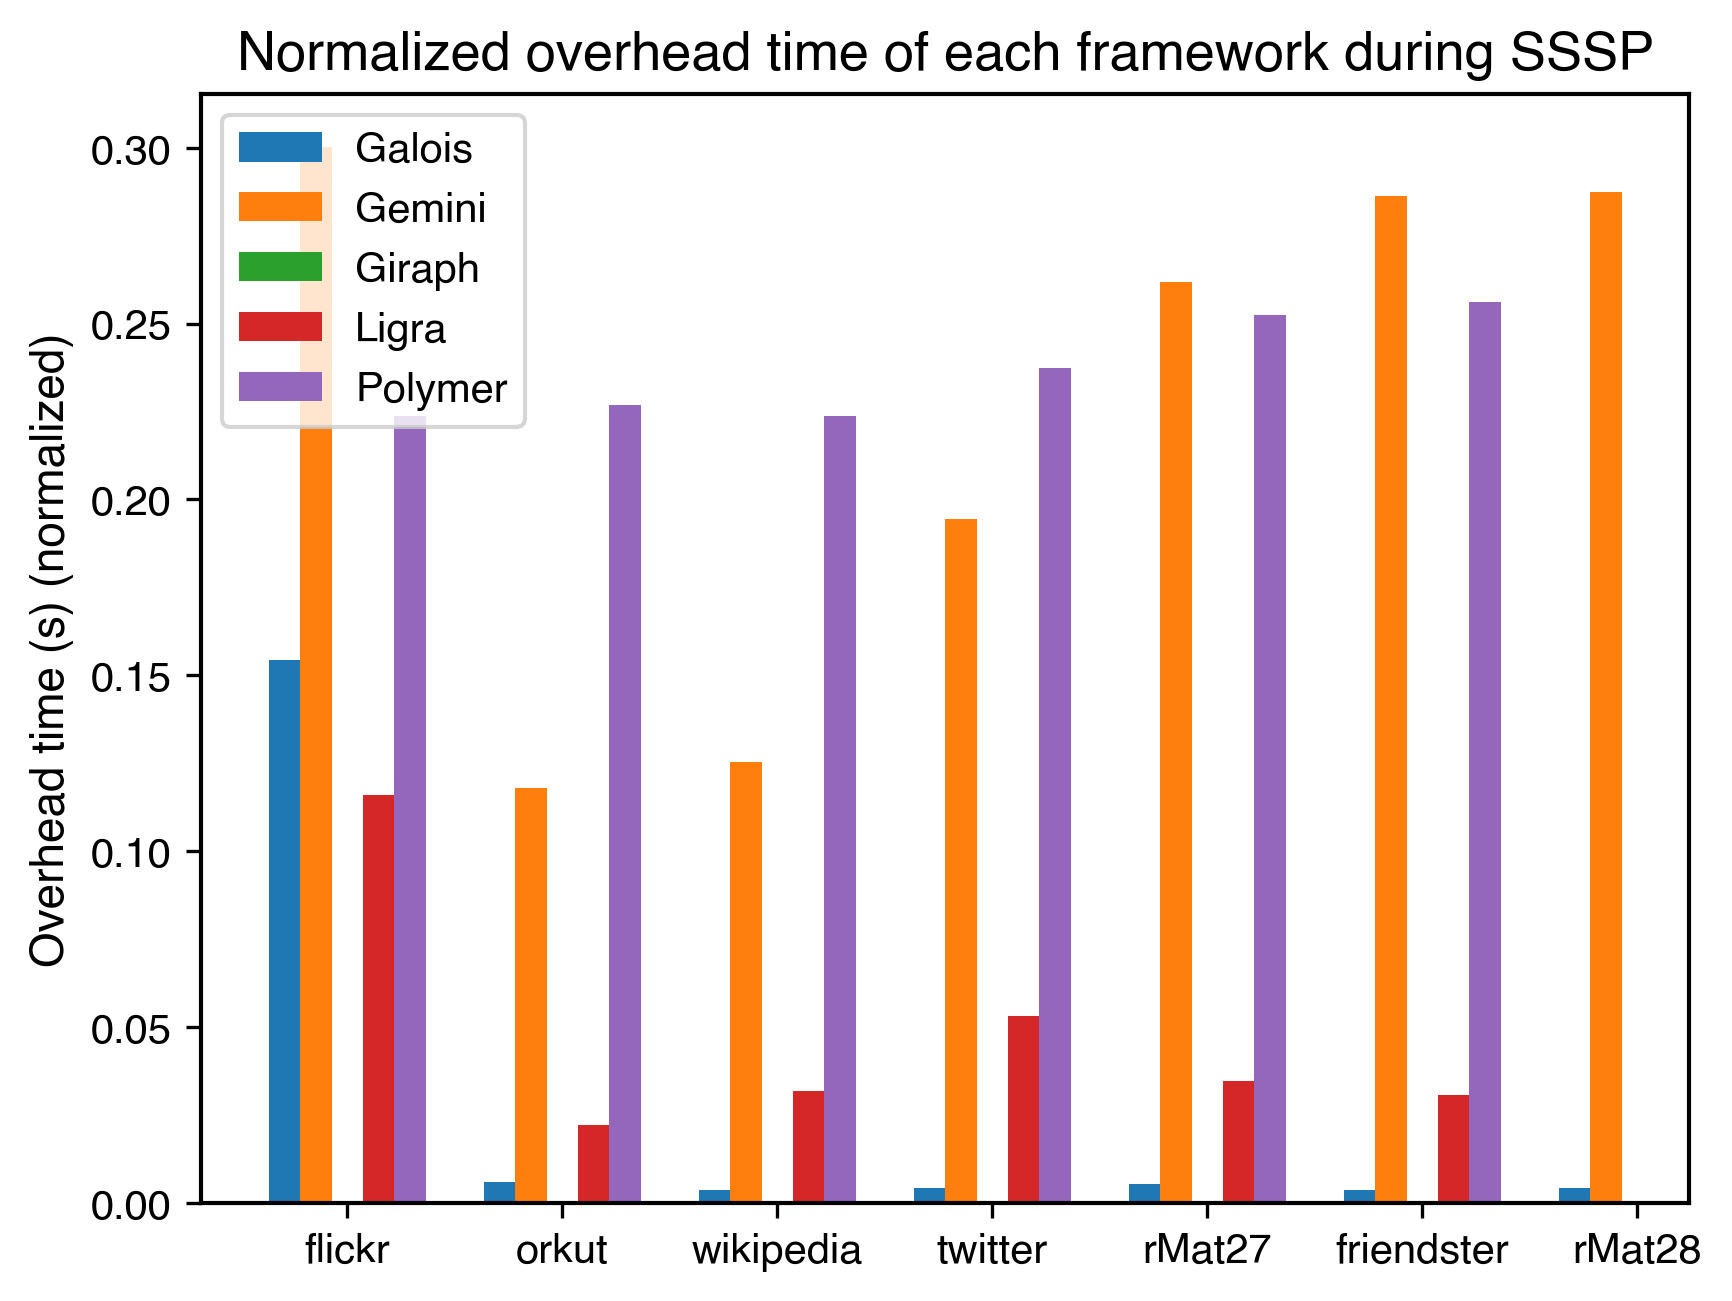 Normalized overhead time of each framework during SSSP
Galois
Gemini
Giraph
Ligra
Polymer
Overhead time (s) (normalized)
0.30
0.25
0.20
0.15
0.10
0.05
0.00
flickr orkut wikipedia twitter rMat27 friendster rMat28